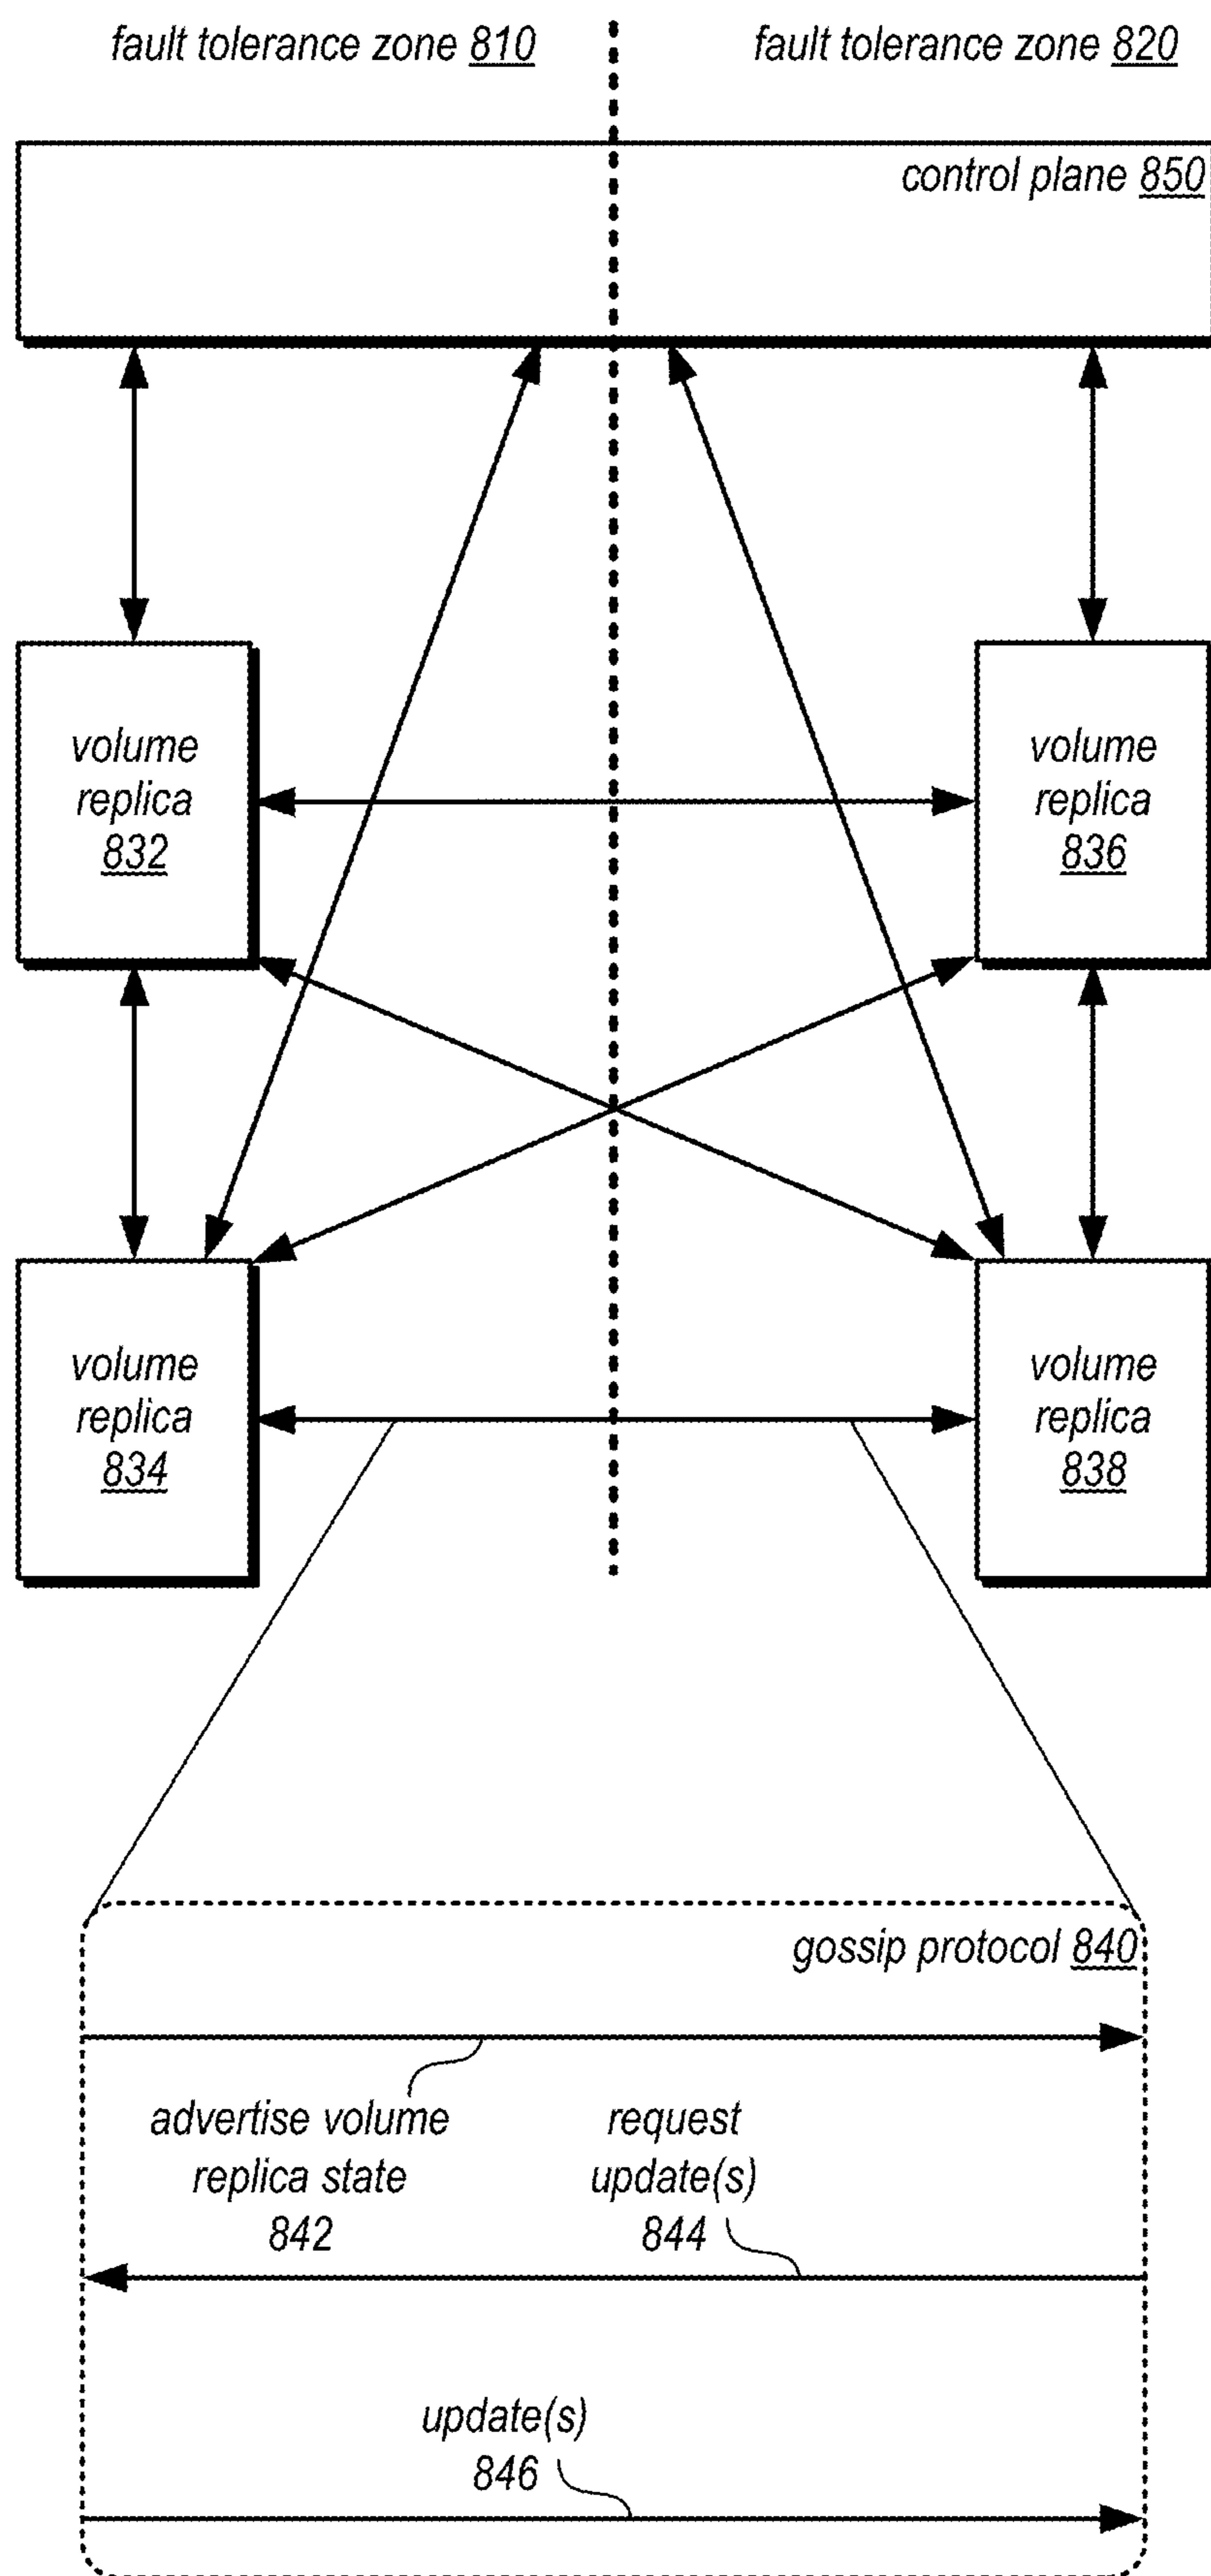 fault tolerance zone 810
fault tolerance zone 820
control plane 850
volume
replica
832
volume
replica
836
volume
replica
834
volume
replica
838
gossip protocol 840
advertise volume
replica state
842
request
update(s)
844
update(s)
846